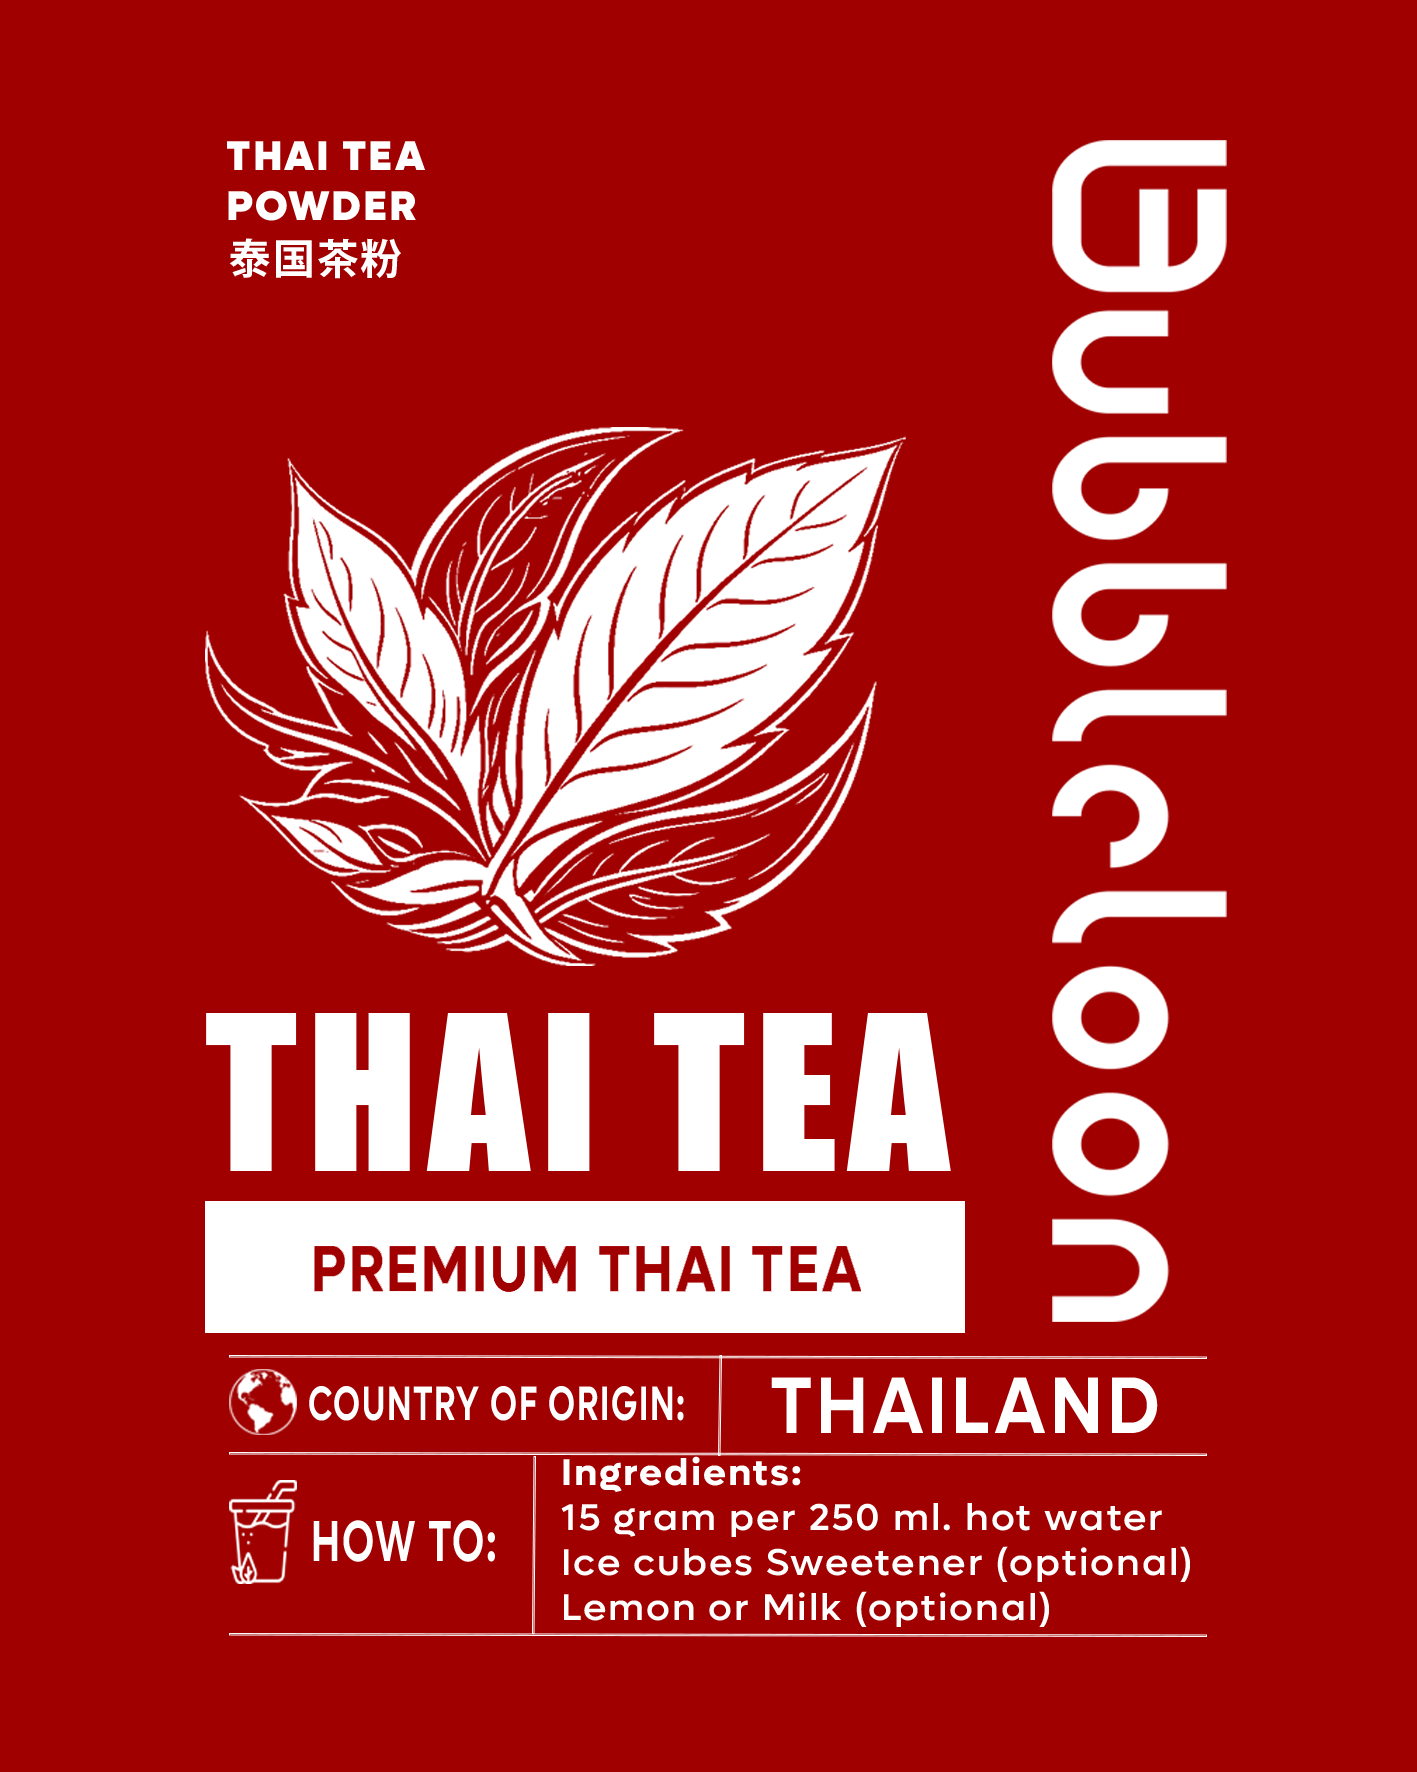 THAI TEA
POWDER
泰国茶粉
Bubbleloon
THAI TEA
PREMIUM THAI TEA
COUNTRY OF ORIGIN:
THAILAND
HOW TO:
Ingredients:
15 gram per 250 ml. hot water
Ice cubes Sweetener (optional)
Lemon or Milk (optional)